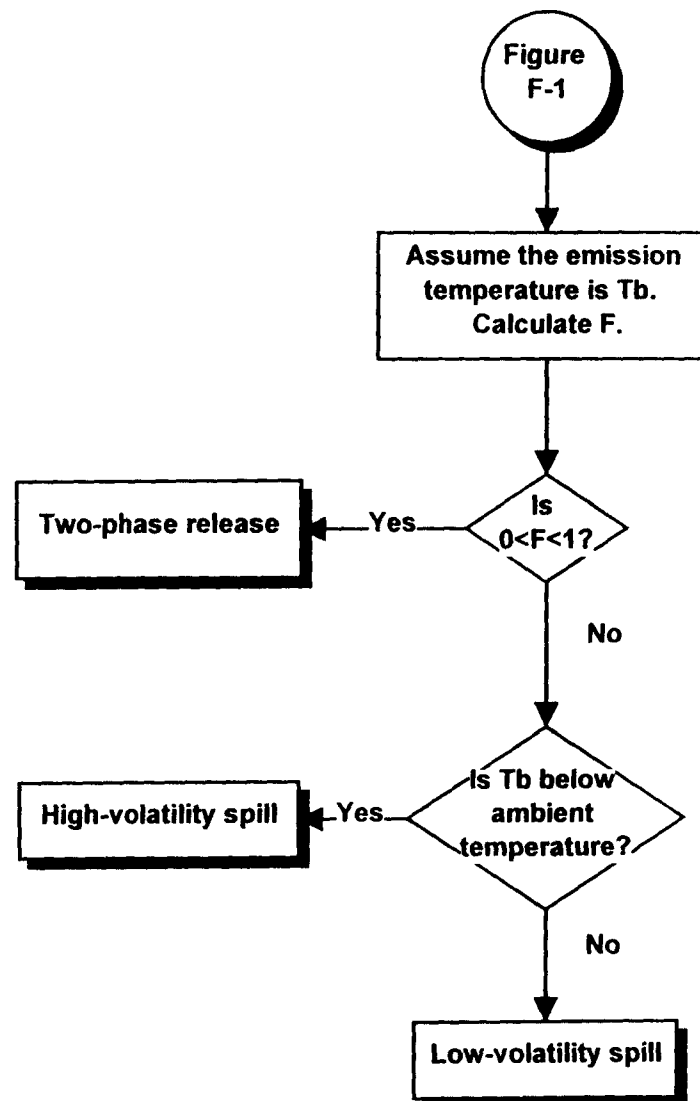 Figure
F-1
Assume the emission
temperature is Tb.
Calculate F.
Is
0<F<1?
Yes
Two-phase release
No
Is Tb below
ambient
temperature?
Yes
High-volatility spill
No
Low-volatility spill